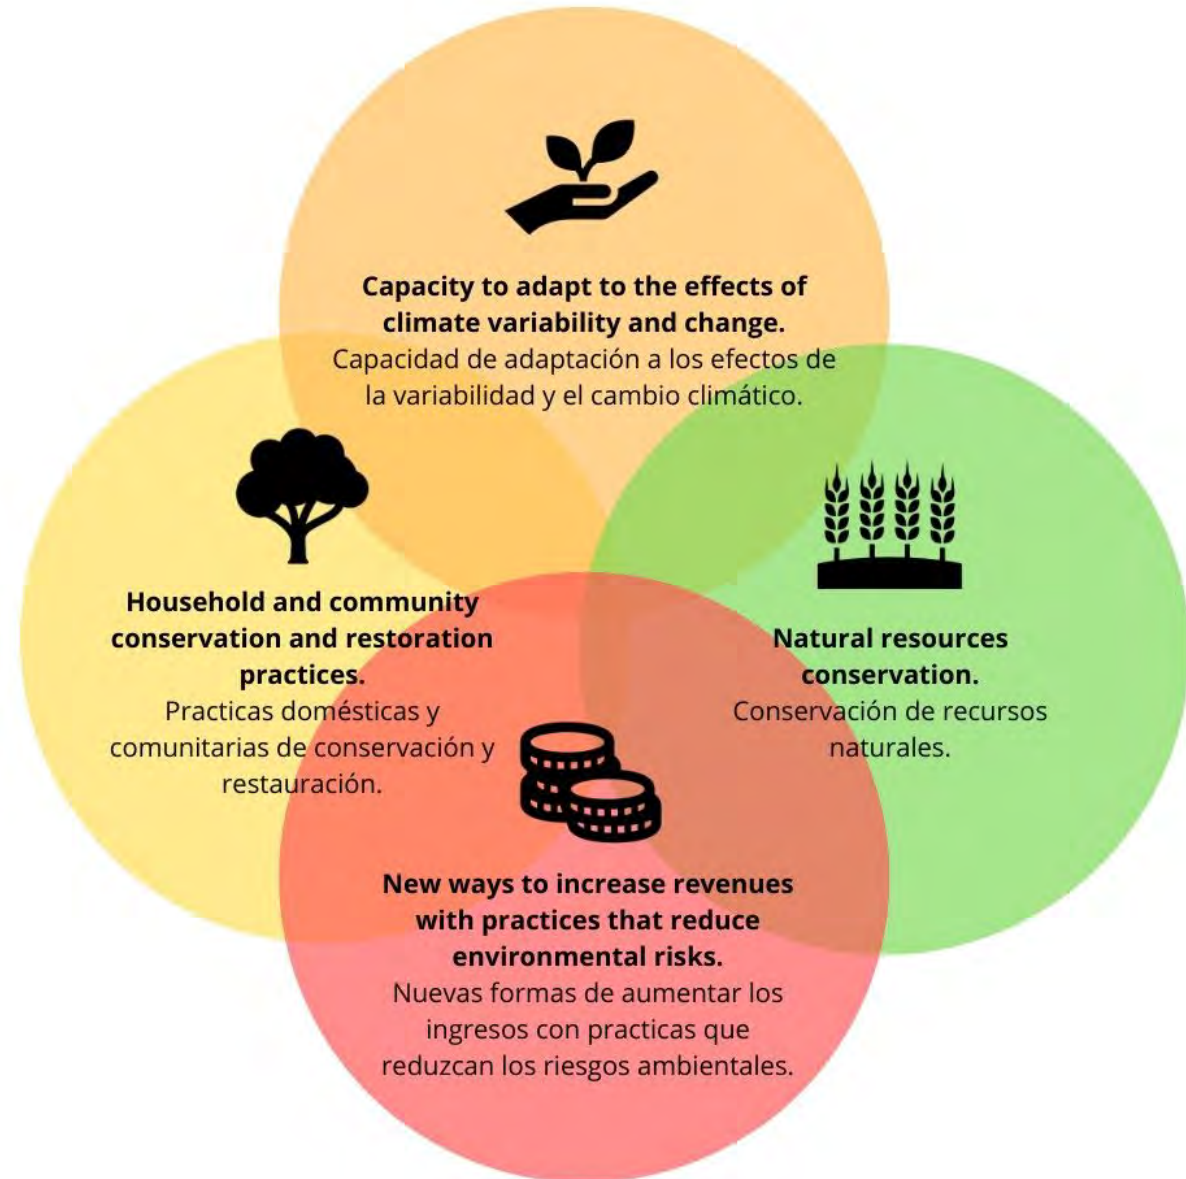 Capacity to adapt to the effects of
climate variability and change.
Capacidad de adaptación a los efectos de
la variabilidad y el cambio climático.
Household and community
conservation and restoration
practices.
Practicas domésticas y
comunitarias de conservación y
restauración.
Natural resources
conservation.
Conservación de recursos
naturales.
New ways to increase revenues
with practices that reduce
environmental risks.
Nuevas formas de aumentar los
ingresos con practicas que
reduzcan los riesgos ambientales.